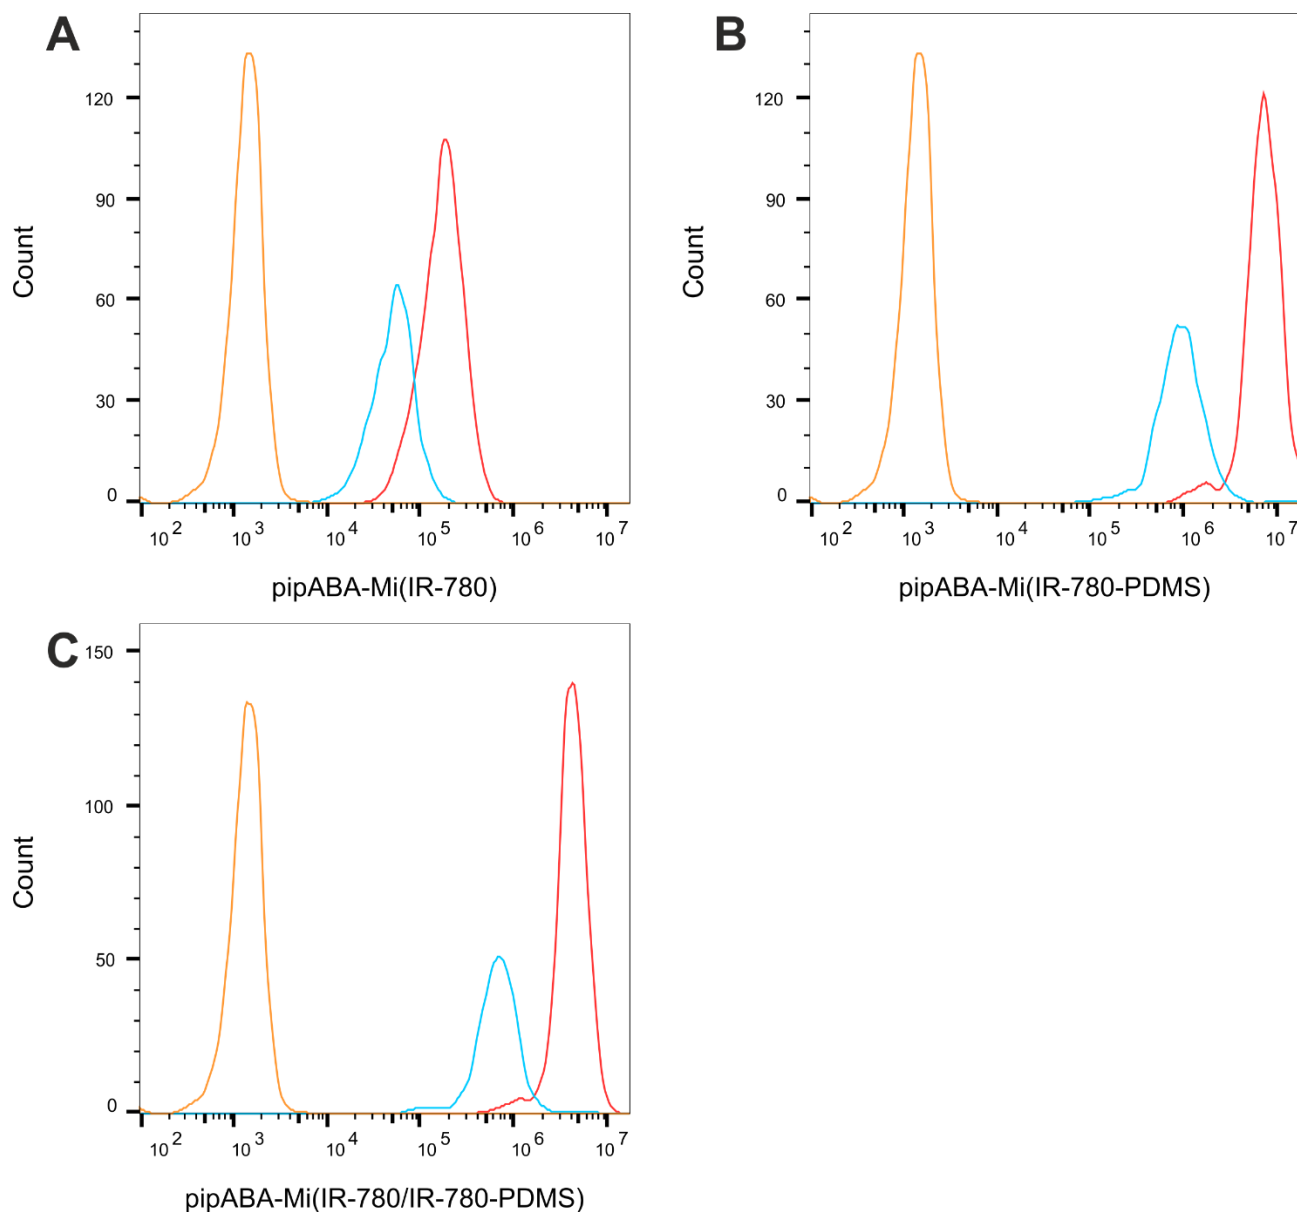 A
120
90
60
30
0
Count
10 2 10 3 10 4 10 5 10 6 10 7
pipABA-Mi(IR-780)
B
120
90
60
30
0
Count
10 2 10 3 10 4 10 5 10 6 10 7
pipABA-Mi(IR-780-PDMS)
C
150
100
50
0
Count
10 2 10 3 10 4 10 5 10 6 10 7
pipABA-Mi(IR-780/IR-780-PDMS)